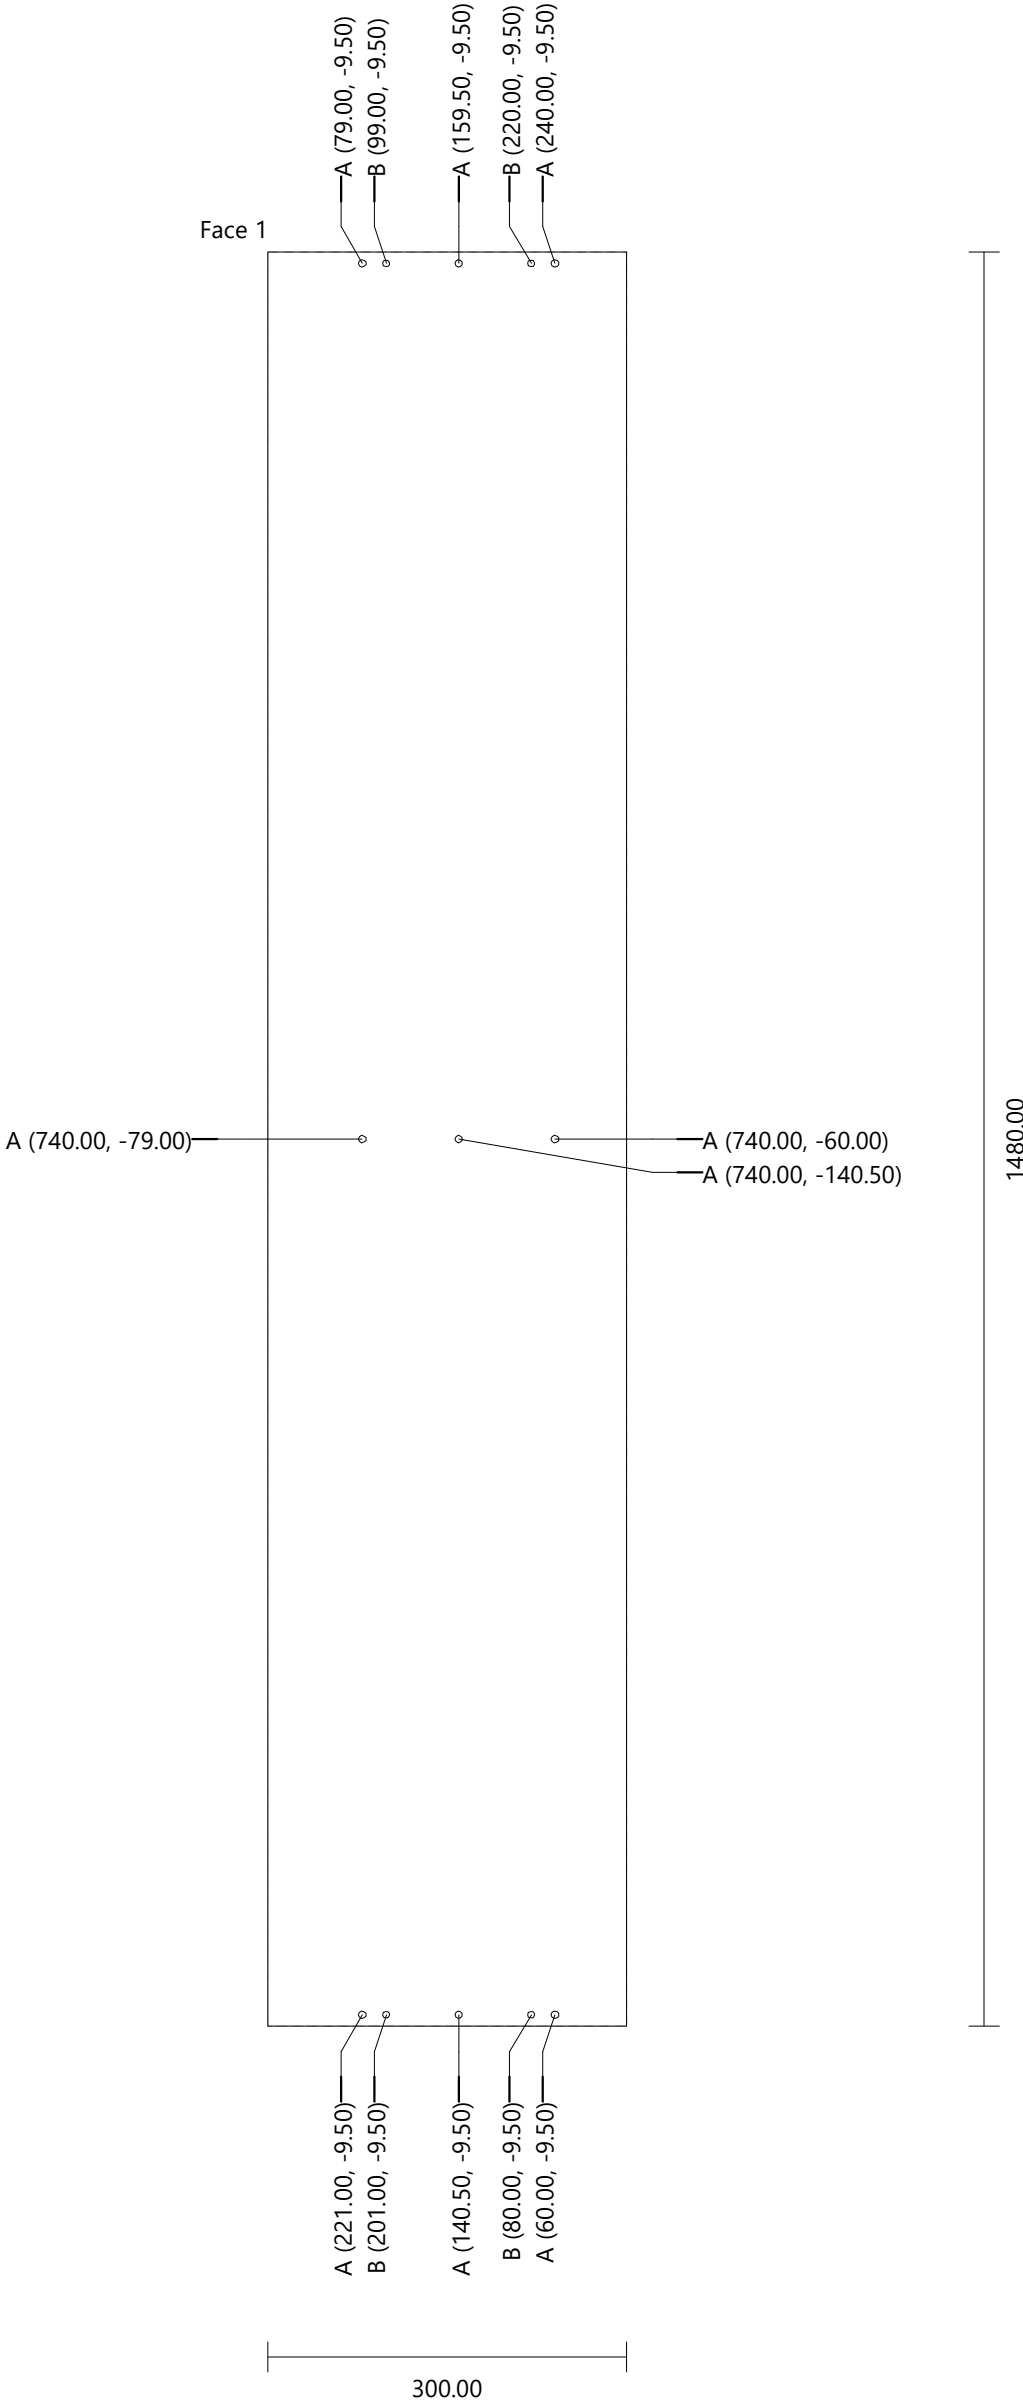 A (79.00, -9.50)
B (99.00, -9.50)
A (159.50, -9.50)
B (220.00, -9.50)
A (240.00, -9.50)
Face 1
A (740.00, -79.00)
A (740.00, -60.00)
A (740.00, -140.50)
1480.00
A (221.00, -9.50)
B (201.00, -9.50)
A (140.50, -9.50)
B (80.00, -9.50)
A (60.00, -9.50)
300.00